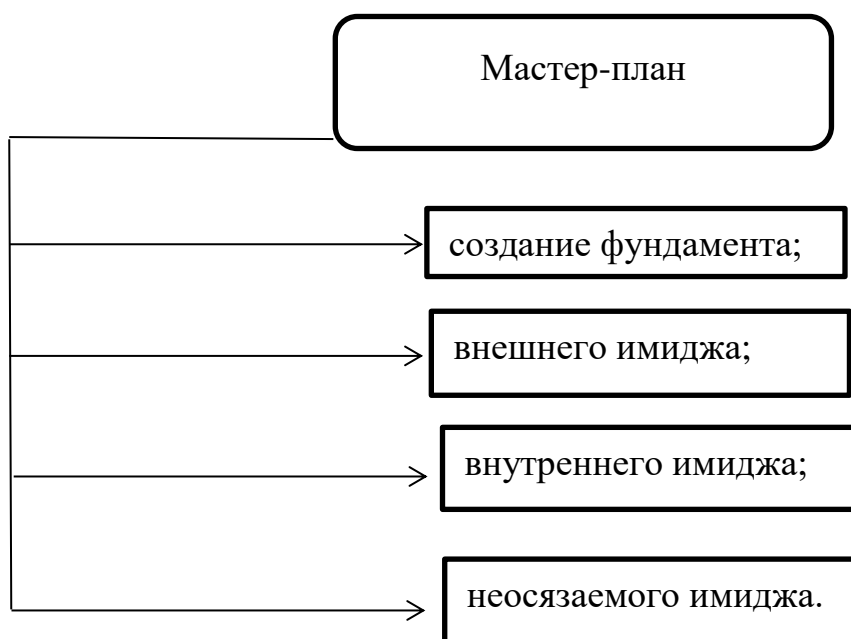 Мастер-план
создание фундамента;
внешнего имиджа;
внутреннего имиджа;
неосязаемого имиджа.